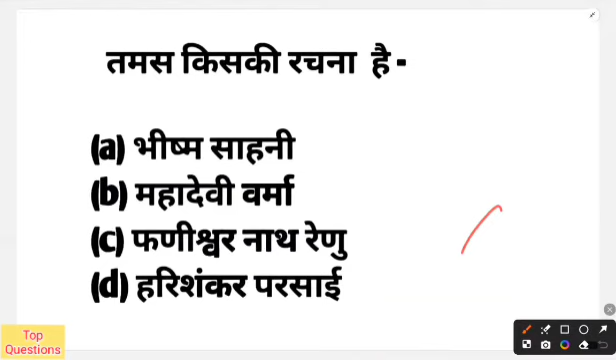 तमस किसकी रचना है -
(a) भीष्म साहनी
(b) महादेवी वर्मा
(c) फणीश्वर नाथ रेणु
(d) हरिशंकर परसाई
Top
Questions